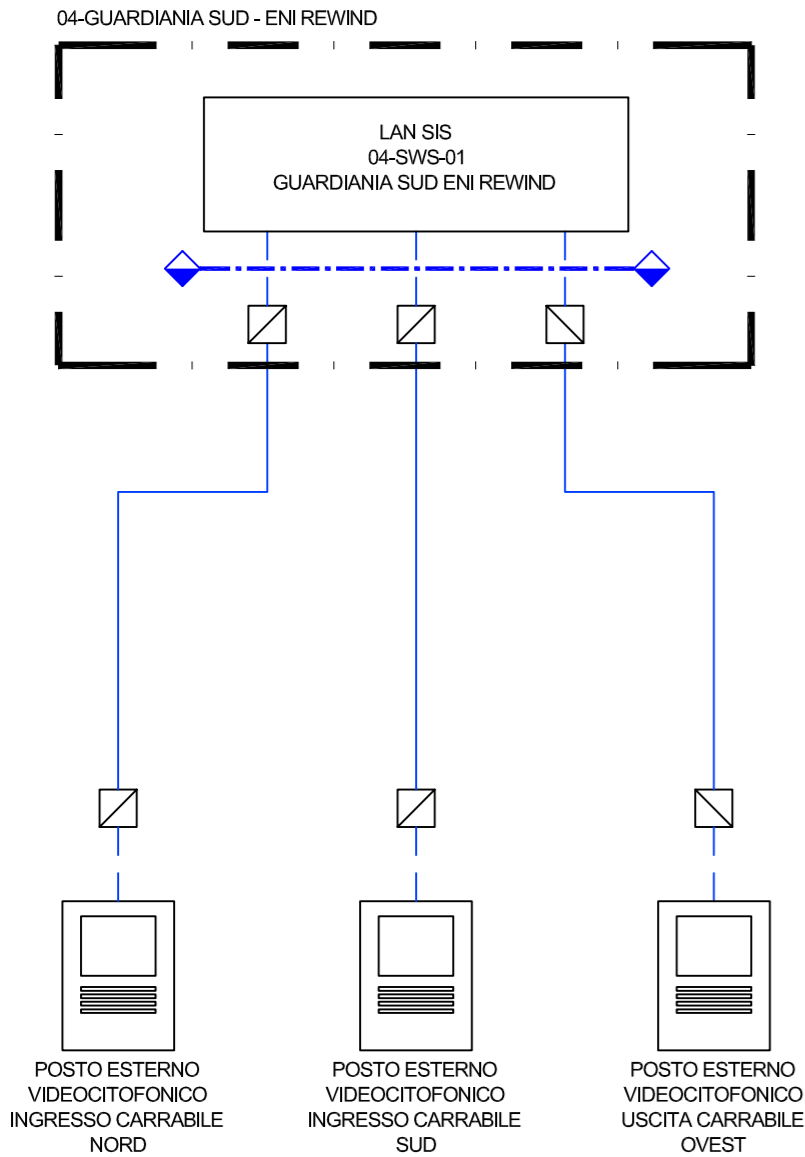 04-GUARDIANIA SUD - ENI REWIND
LAN SIS
04-SWS-01
GUARDIANIA SUD ENI REWIND
POSTO ESTERNO
VIDEOCITOFONICO
INGRESSO CARRABILE
NORD
POSTO ESTERNO
VIDEOCITOFONICO
INGRESSO CARRABILE
SUD
POSTO ESTERNO
VIDEOCITOFONICO
USCITA CARRABILE
OVEST